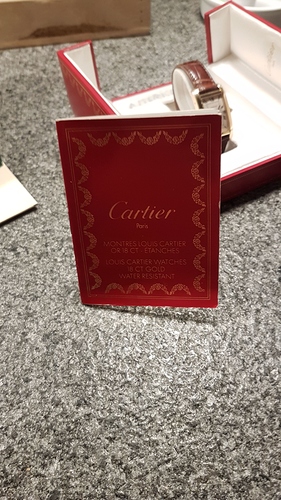 Cartier
Paris
MONTRES LOUIS CARTIER
OR 18 CT - ETANCHES
LOUIS CARTIER WATCHES
18 CT GOLD
WATER RESISTANT